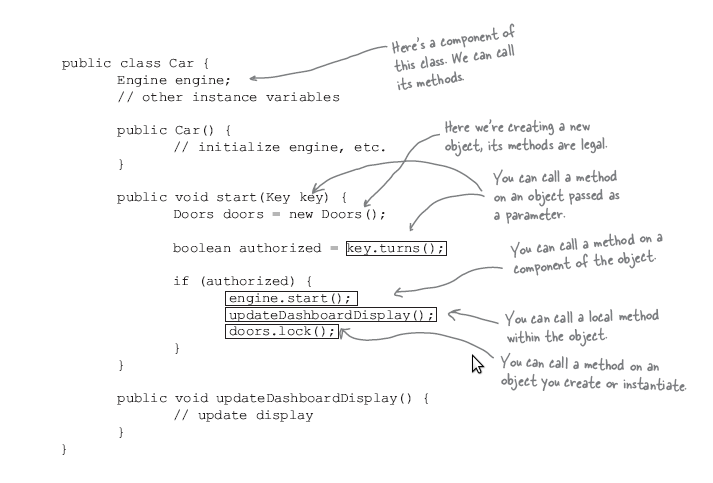 public class Car {
Engine engine;
// other instance variables
public Car() {
// initialize engine, etc.
}
public void start(Key key) {
Doors doors = new Doors();
boolean authorized = key.turns();
if (authorized) {
engine.start();
updateDashboardDisplay();
doors.lock();
}
}
public void updateDashboardDisplay() {
// update display
}
}
Here's a component of
this class. We can call
its methods.
Here we're creating a new
object, its methods are legal.
You can call a method
on an object passed as
a parameter.
You can call a method on a
component of the object.
You can call a local method
within the object.
You can call a method on an
object you create or instantiate.